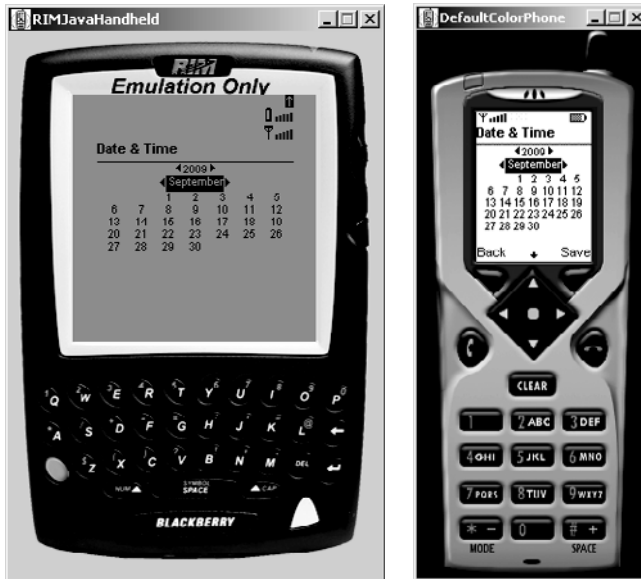 RIMJavaHandheld
RIM
Emulation Only
Date & Time
2009
September
1 2 3 4 5
6 7 8 9 10 11 12
13 14 15 16 17 18 10
20 21 22 23 24 25 26
27 28 29 30
Q W E R T Y U I O P
A S D F G H J K L
Z X C V B N M DEL
NUM SYMBOL SPACE CAP
BLACKBERRY
DefaultColorPhone
Date & Time
2009
September
1 2 3 4 5
6 7 8 9 10 11 12
13 14 15 16 17 18 19
20 21 22 23 24 25 26
27 28 29 30
Back Save
CLEAR
1 2 ABC 3 DEF
4 GHI 5 JKL 6 MNO
7 PQRS 8 TUV 9 WXYZ
* - 0 # +
MODE SPACE